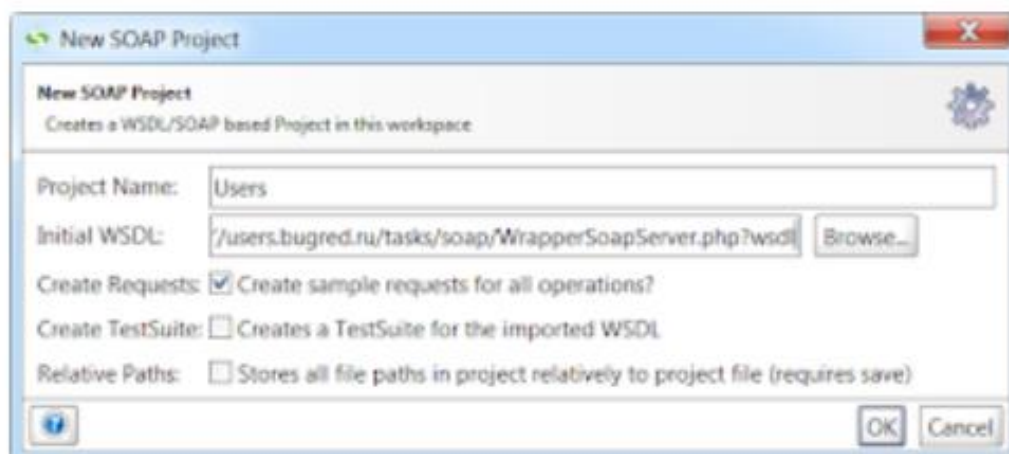 New SOAP Project
New SOAP Project
Creates a WSDL/SOAP based Project in this workspace
Project Name: Users
Initial WSDL: '/users.bugred.ru/tasks/soap/WrapperSoapServer.php?wsdl Browse...
Create Requests: Create sample requests for all operations?
Create TestSuite: Creates a TestSuite for the imported WSDL
Relative Paths: Stores all file paths in project relatively to project file (requires save)
OK Cancel